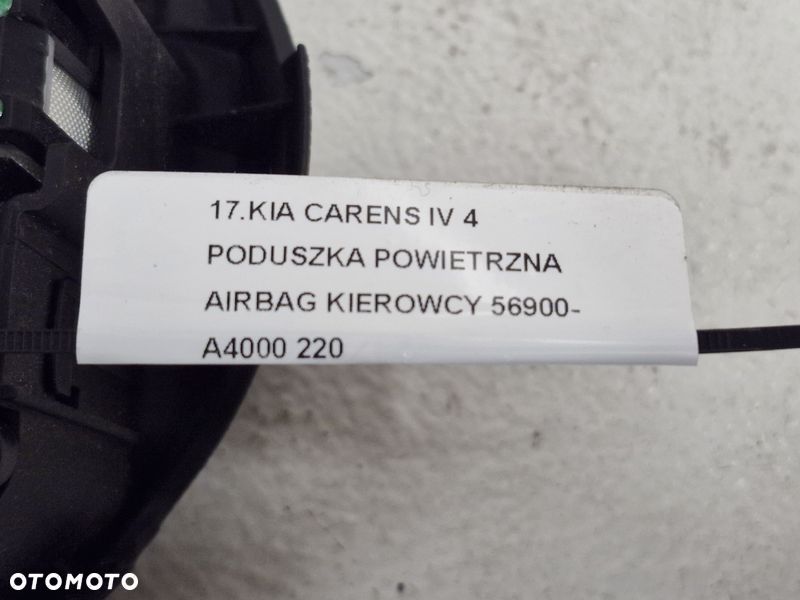 17.KIA CARENS IV 4
PODUSZKA POWIETRZNA
AIRBAG KIEROWCY 56900-
A4000 220
OTOMOTO